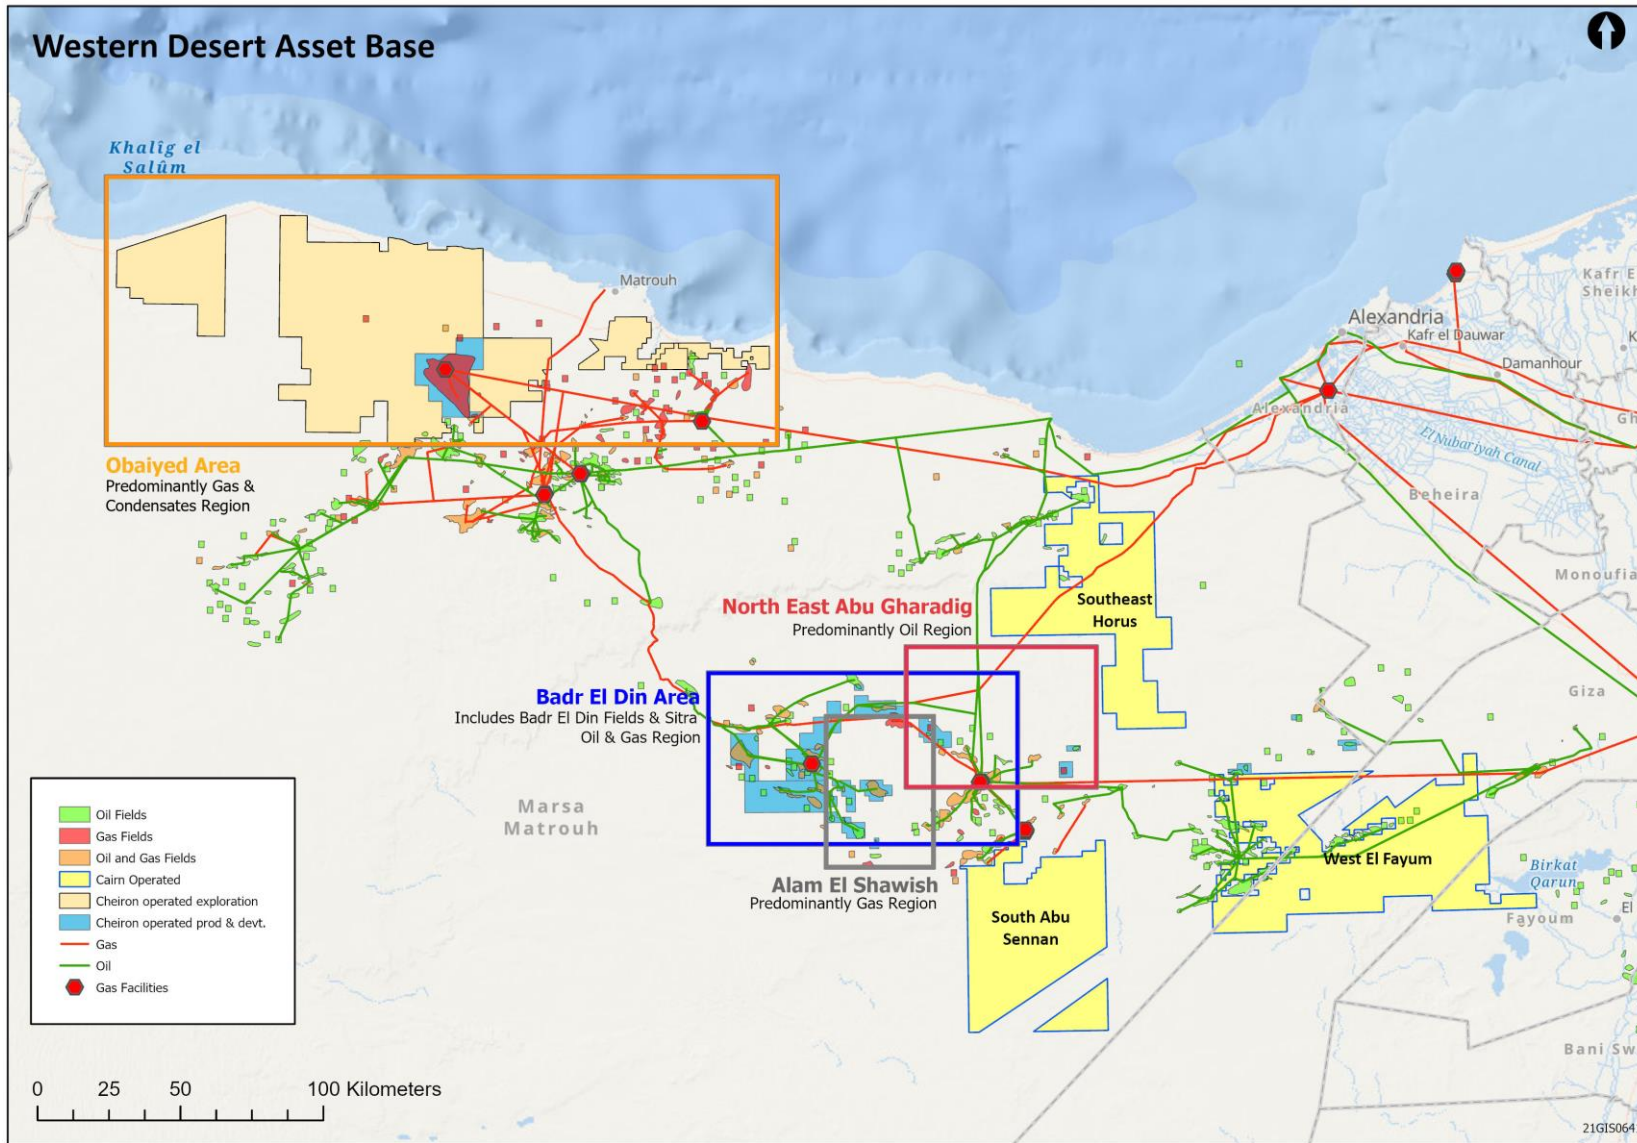 Western Desert Asset Base
Khalîg el
Salûm
Matrouh
Alexandria
Kafr el Dauwar
Damanhour
Kafr E
Sheikh
K
Alexandria
Gh
El Nubariyah Canal
Beheira
Obaiyed Area
Predominantly Gas &
Condensates Region
Monoufia
Southeast
Horus
North East Abu Gharadig
Predominantly Oil Region
Giza
Badr El Din Area
Includes Badr El Din Fields & Sitra
Oil & Gas Region
Marsa
Matrouh
West El Fayum
Birkat
Qarun
Alam El Shawish
Predominantly Gas Region
South Abu
Sennan
Fayoum
El
Oil Fields
Gas Fields
Oil and Gas Fields
Cairn Operated
Cheiron operated exploration
Cheiron operated prod & devt.
Gas
Oil
Gas Facilities
Bani Sw
0 25 50 100 Kilometers
21GIS064